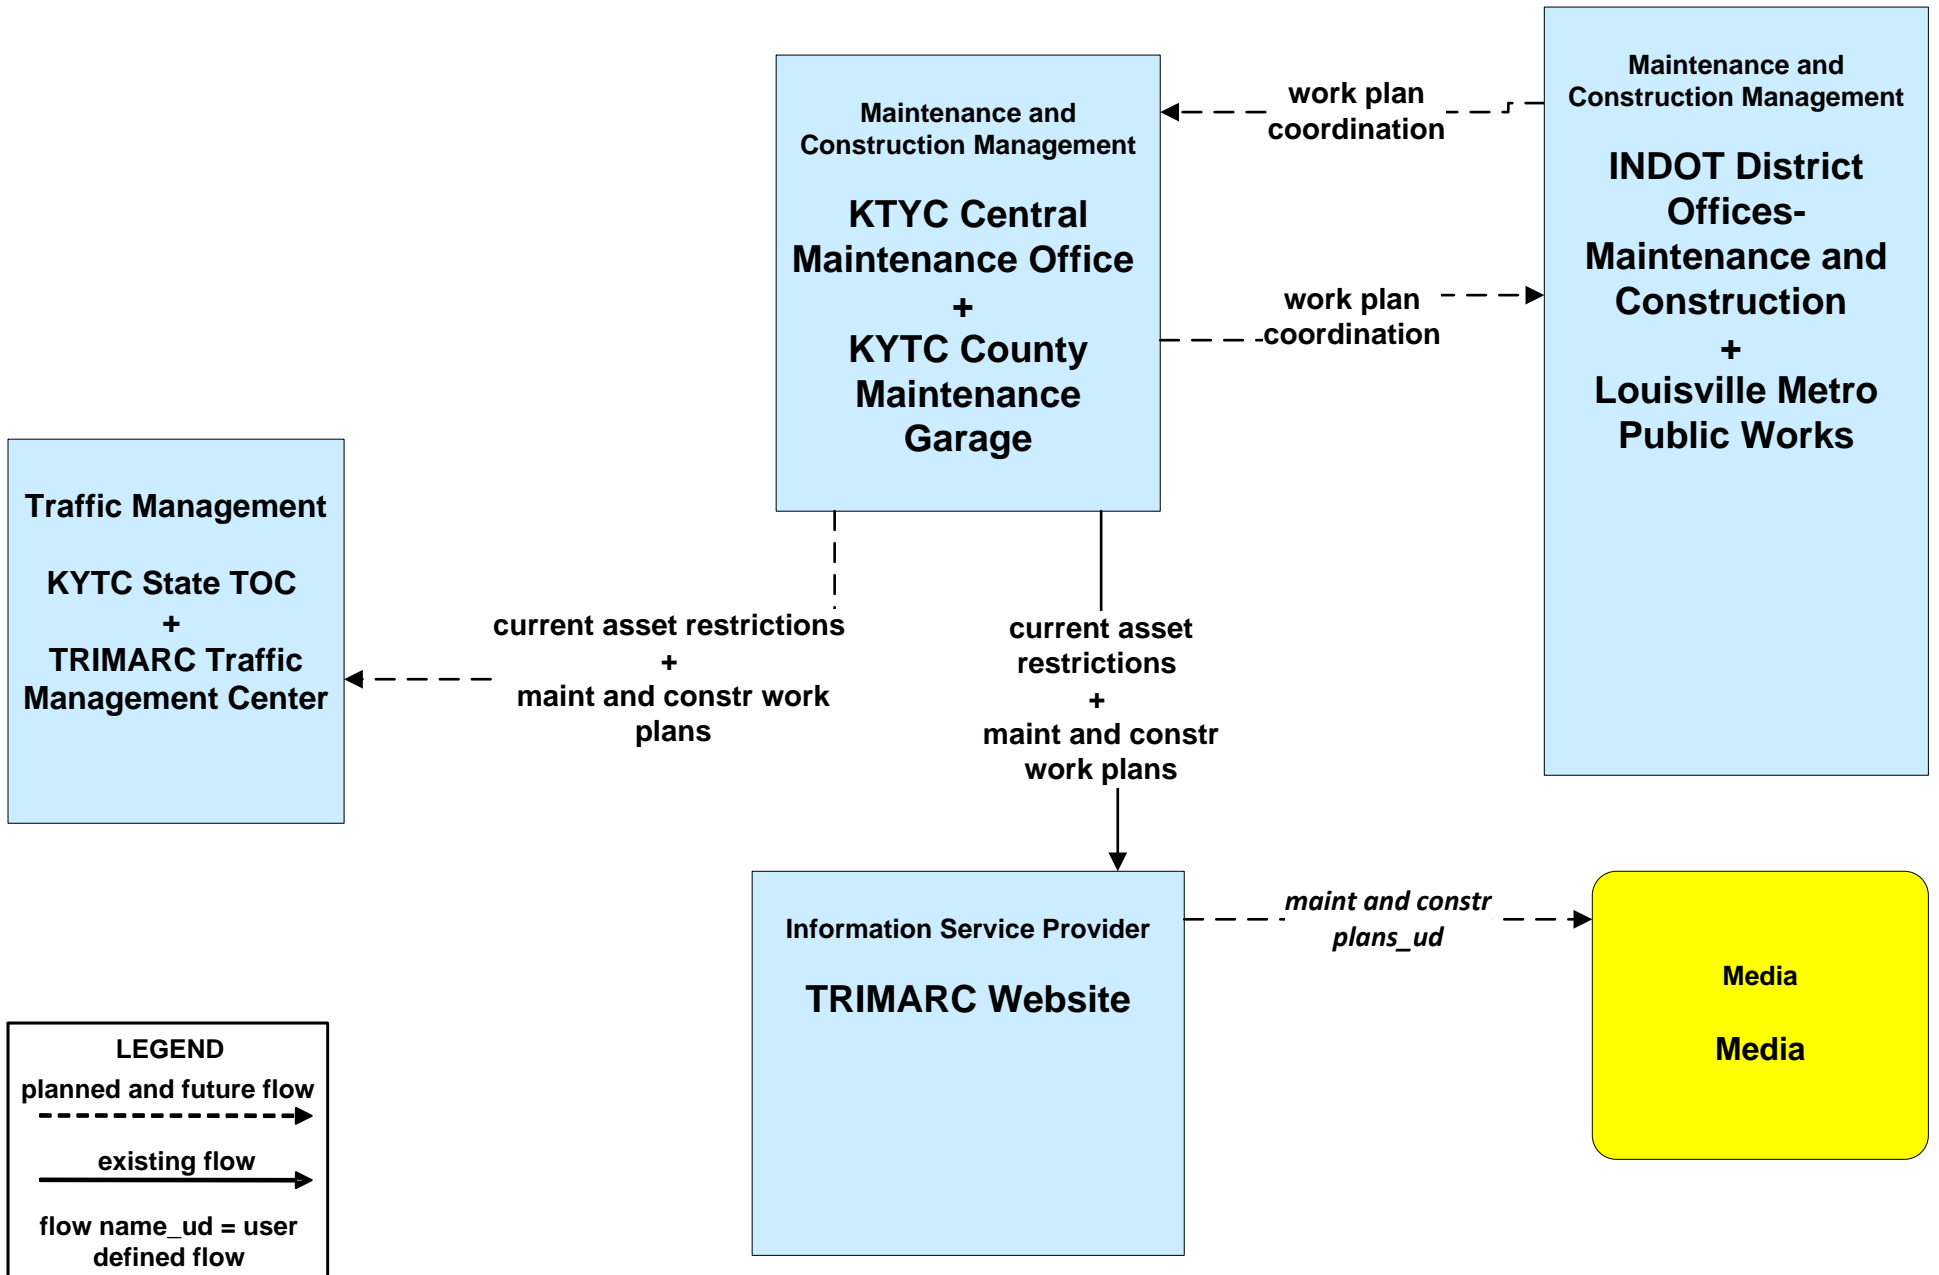 Maintenance and
Construction Management
KTYC Central
Maintenance Office
+
KYTC County
Maintenance
Garage
work plan
coordination
work plan
coordination
Maintenance and
Construction Management
INDOT District
Offices-
Maintenance and
Construction
+
Louisville Metro
Public Works
Traffic Management
KYTC State TOC
+
TRIMARC Traffic
Management Center
current asset restrictions
+
maint and constr work
plans
current asset
restrictions
+
maint and constr
work plans
Information Service Provider
TRIMARC Website
maint and constr
plans_ud
Media
Media
LEGEND
planned and future flow
existing flow
flow name_ud = user
defined flow